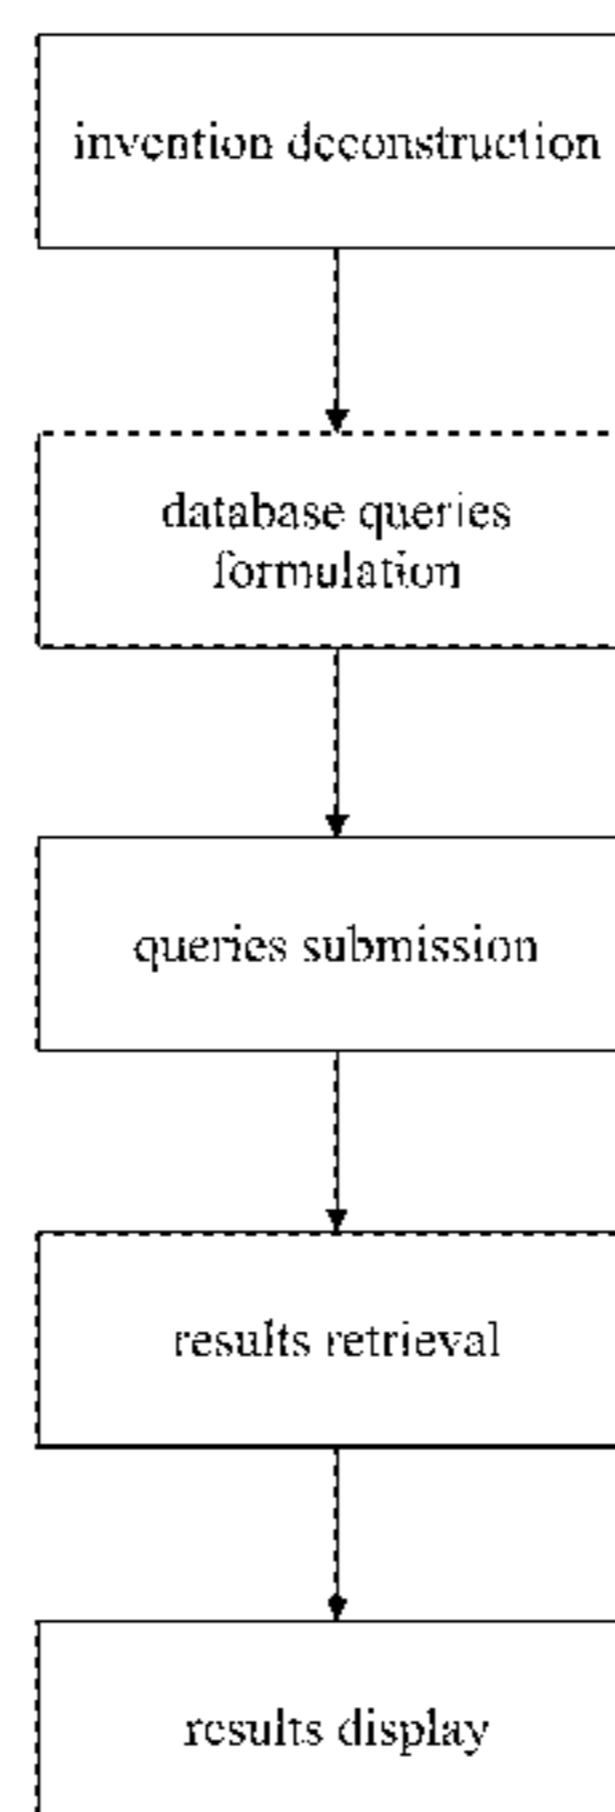 invention deconstruction
database queries
formulation
queries submission
results retrieval
results display